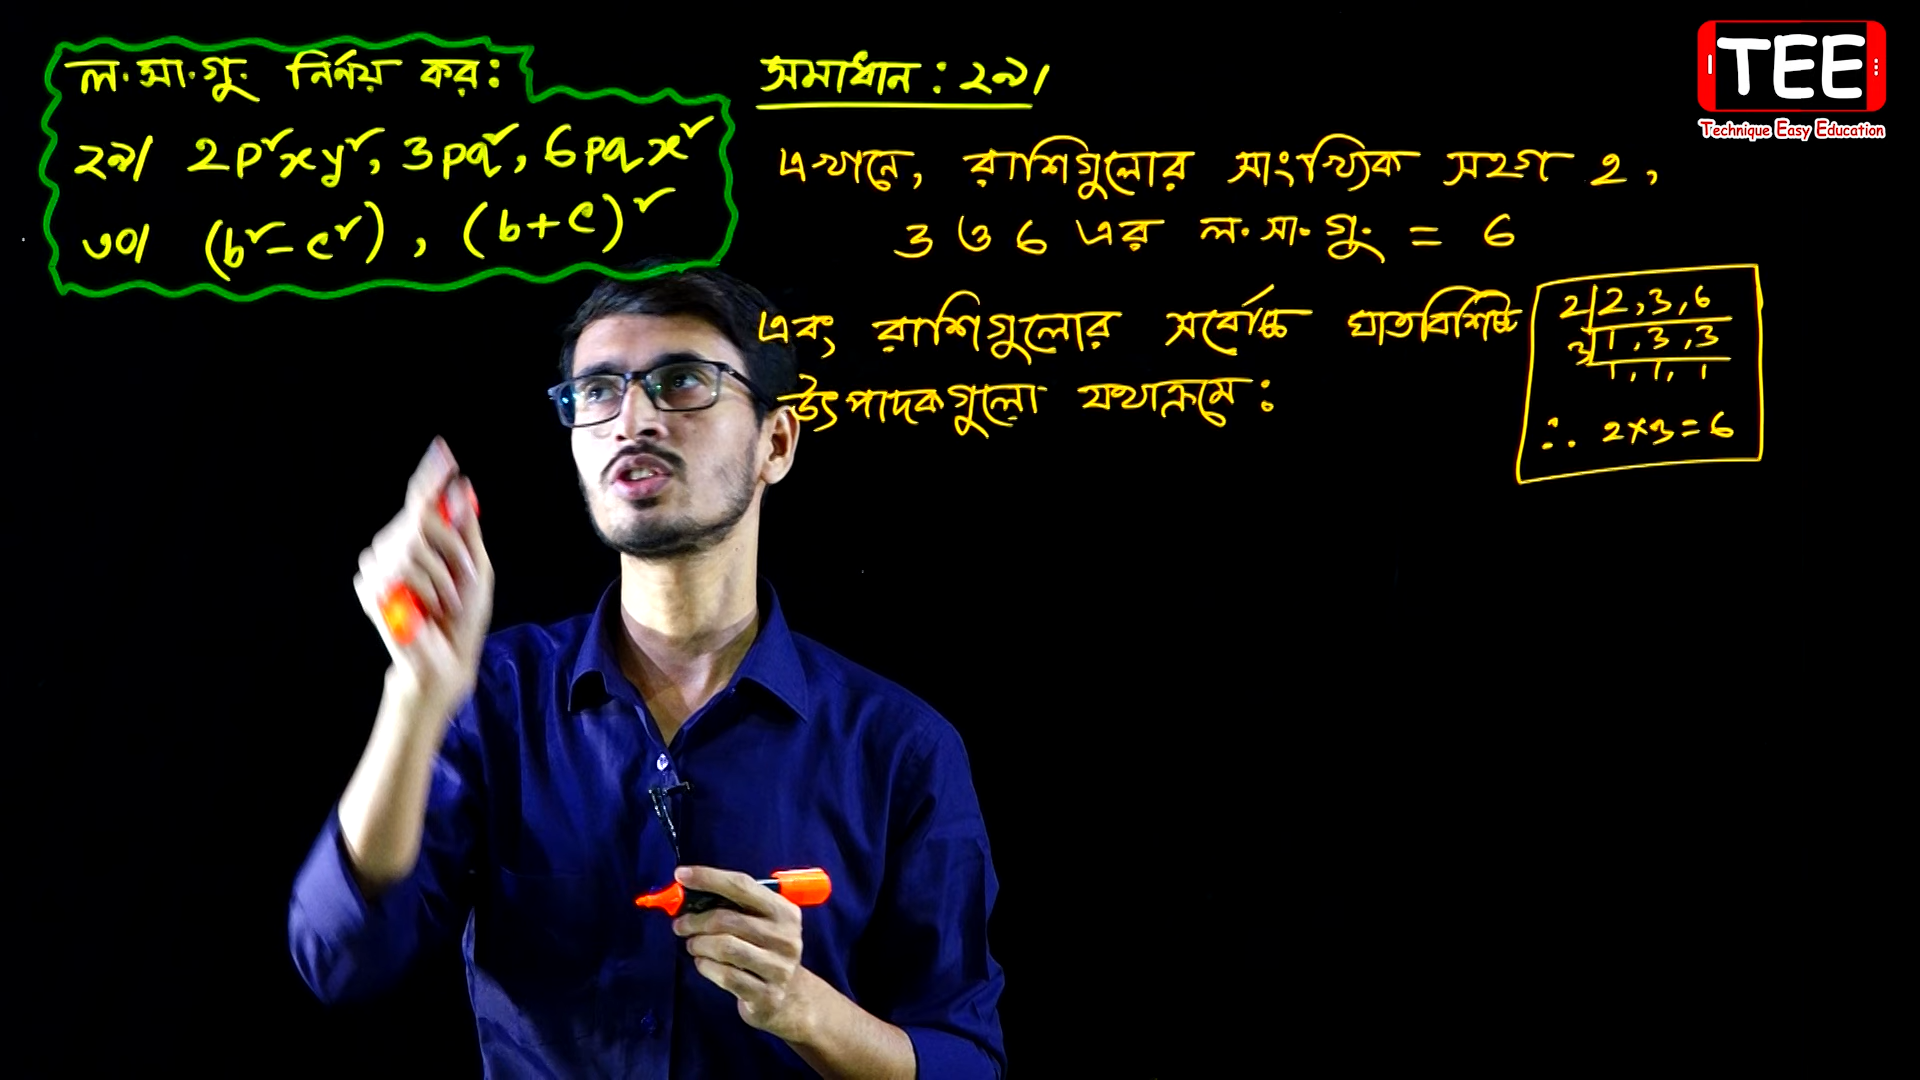 ল.সা.গু. নির্ণয় কর:
২৯। 2p²xy², 3pq², 6pqx²
৩০। (b²-c²), (b+c)²
সমাধান: ২৯।
এখানে, রাশিগুলোর সাংখ্যিক সহগ 2,
3 ও 6 এর ল.সা.গু. = 6
এবং রাশিগুলোর সর্বোচ্চ ঘাতবিশিষ্ট
উৎপাদকগুলো যথাক্রমে:
2|2,3,6
3|1,3,3
1,1,1
∴ 2×3=6
TEE
Technique Easy Education